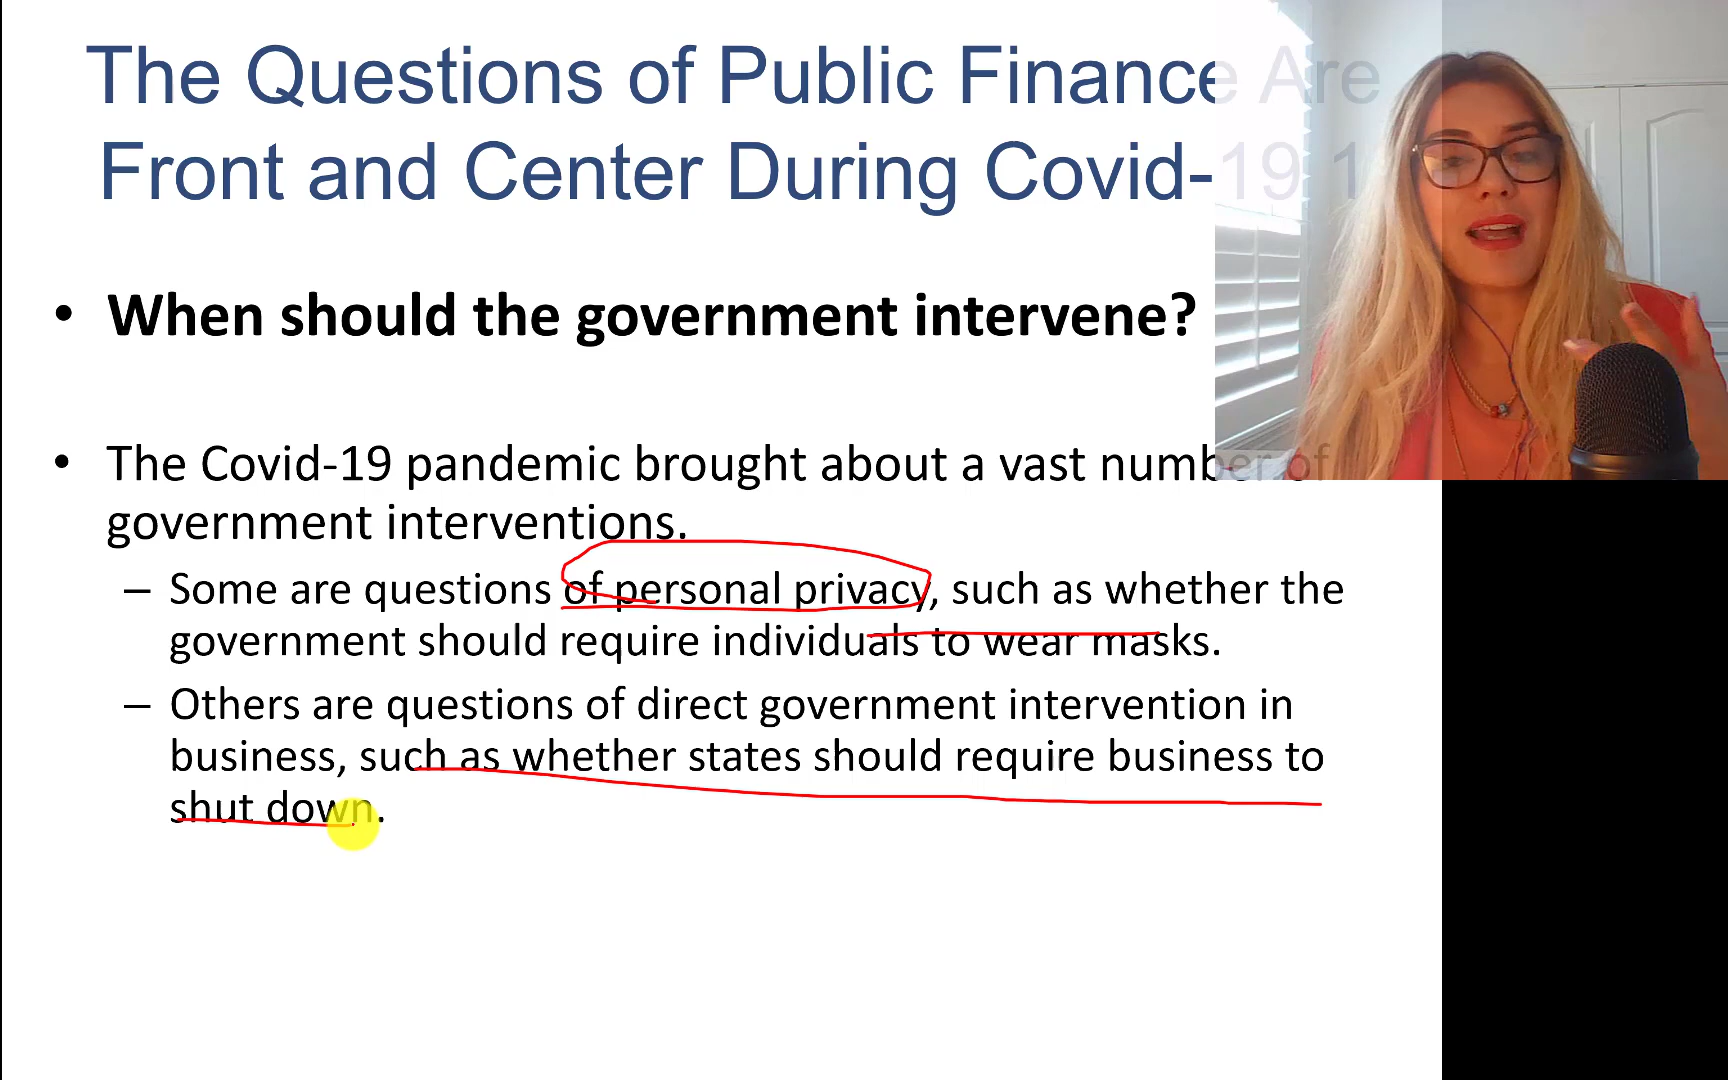 The Questions of Public Finance Are
Front and Center During Covid-19 1
• When should the government intervene?
• The Covid-19 pandemic brought about a vast number of
government interventions.
– Some are questions of personal privacy, such as whether the
government should require individuals to wear masks.
– Others are questions of direct government intervention in
business, such as whether states should require business to
shut down.